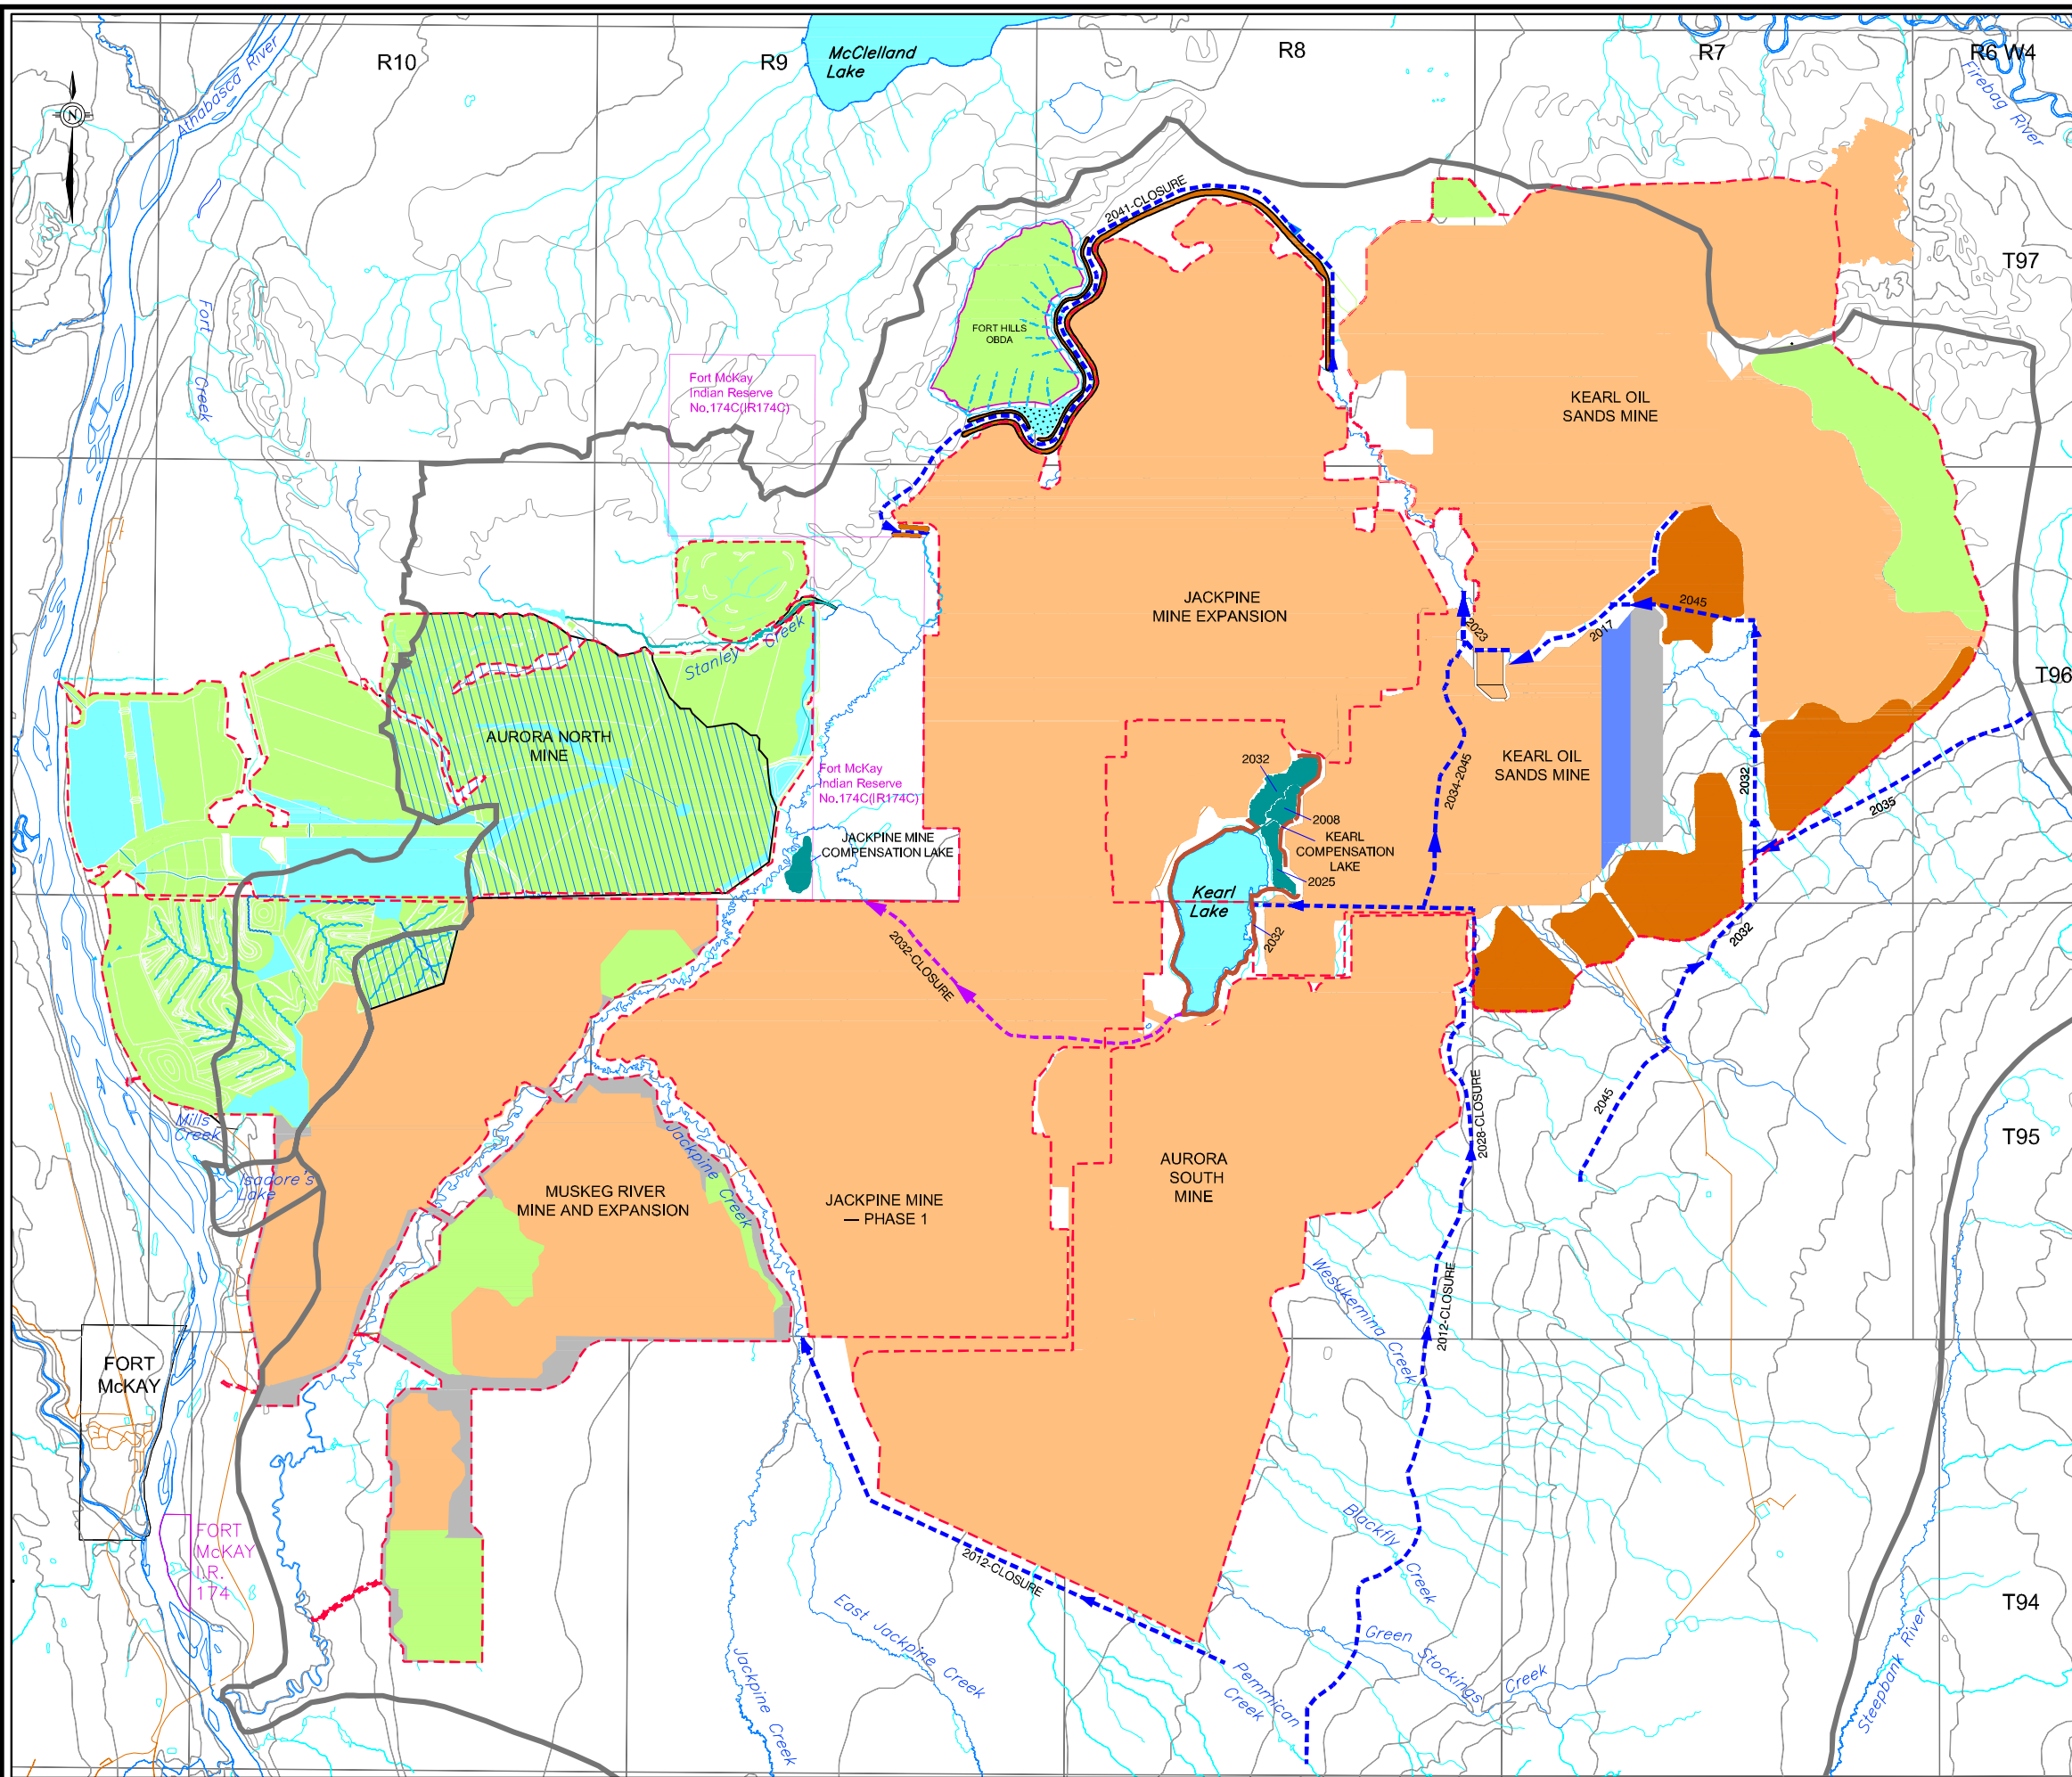 R10
R9
R8
R7
R6 W4
McClelland
Lake
Athabasca River
Firebag
River
N
2041-CLOSURE
T97
FORT HILLS
OBDA
Fort
Creek
Fort McKay
Indian Reserve
No.174C(IR174C)
KEARL OIL
SANDS MINE
JACKPINE
MINE EXPANSION
2023
2017
2045
Stanley Creek
T96
AURORA NORTH
MINE
Fort McKay
Indian Reserve
No.174C(IR174C)
2032
2008
KEARL
COMPENSATION
LAKE
2025
2034-2045
KEARL OIL
SANDS MINE
2032
2035
JACKPINE MINE
COMPENSATION LAKE
Kearl
Lake
2032
2032
2032-CLOSURE
2028-CLOSURE
2045
Mills
Creek
Isadore's
Lake
Jackpine Creek
T95
MUSKEG RIVER
MINE AND EXPANSION
JACKPINE MINE
— PHASE 1
AURORA
SOUTH
MINE
Wesukemina Creek
2012-CLOSURE
FORT
McKAY
FORT
McKAY
I.R.
174
2012-CLOSURE
Blackfly Creek
East Jackpine Creek
Jackpine Creek
Pemmican
Creek
Green Stockings
Creek
Steepbank River
T94